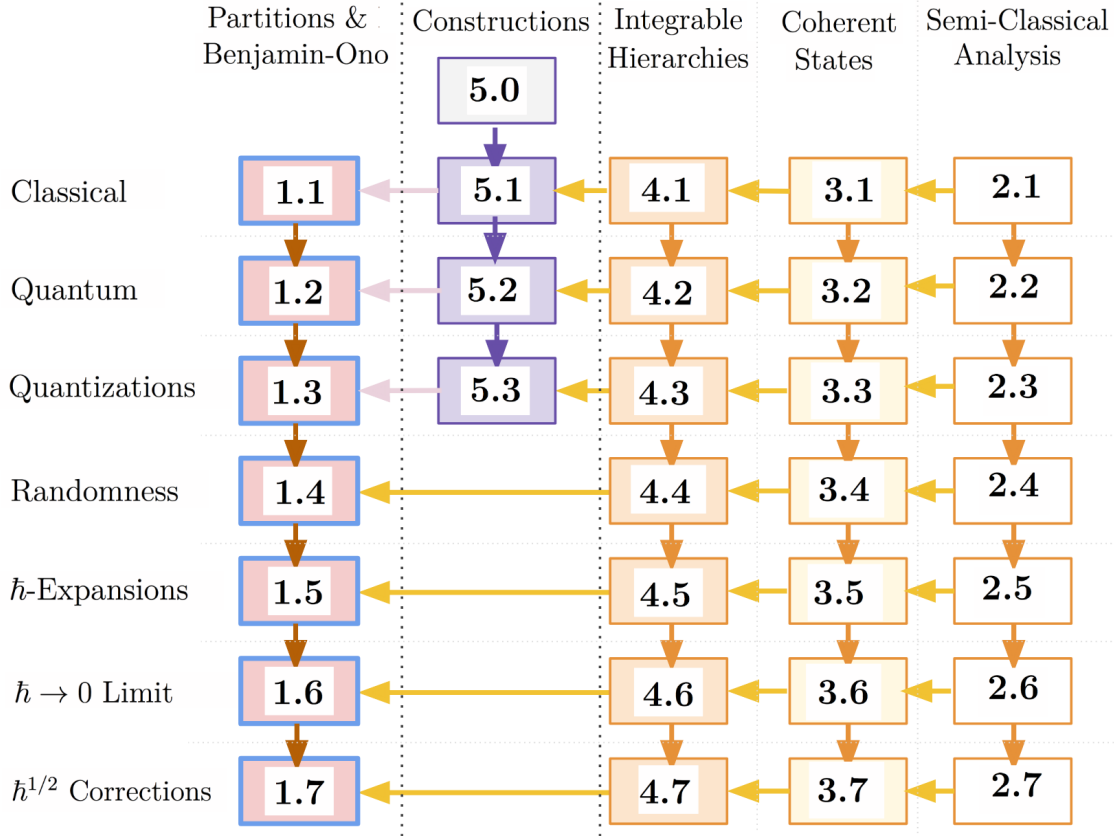 Partitions &
Benjamin-Ono
Constructions
Integrable
Hierarchies
Coherent
States
Semi-Classical
Analysis
5.0
Classical 1.1 5.1 4.1 3.1 2.1
Quantum 1.2 5.2 4.2 3.2 2.2
Quantizations 1.3 5.3 4.3 3.3 2.3
Randomness 1.4 4.4 3.4 2.4
ℏ-Expansions 1.5 4.5 3.5 2.5
ℏ → 0 Limit 1.6 4.6 3.6 2.6
ℏ^{1/2} Corrections 1.7 4.7 3.7 2.7